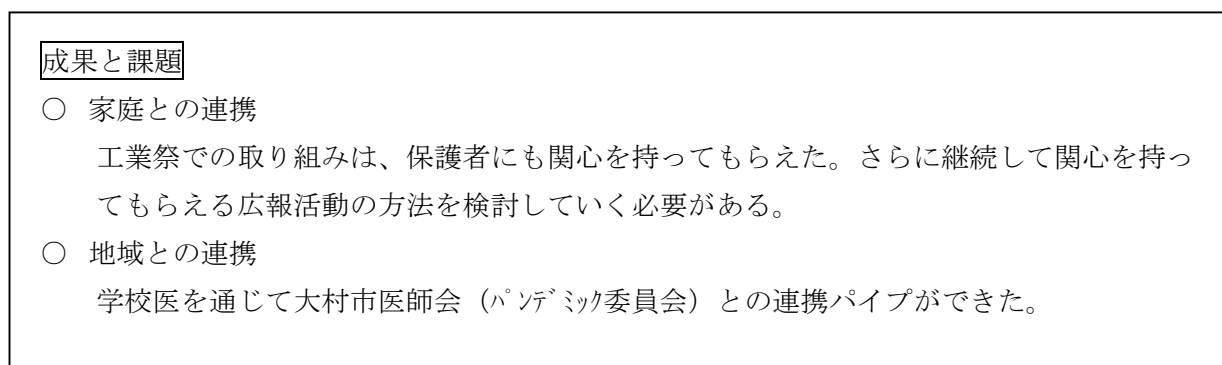 成果と課題
○ 家庭との連携
工業祭での取り組みは、保護者にも関心を持ってもらえた。さらに継続して関心を持っ
てもらえる広報活動の方法を検討していく必要がある。
○ 地域との連携
学校医を通じて大村市医師会（ﾊﾟﾝﾃﾞﾐｯｸ委員会）との連携パイプができた。